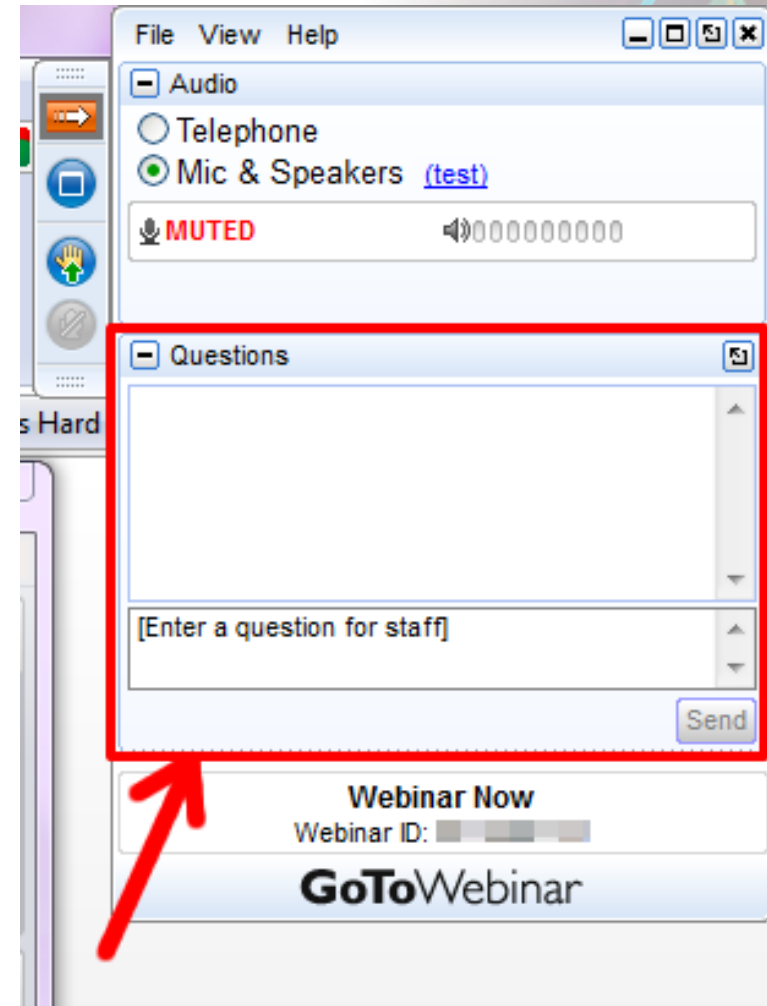 File View Help
Audio
Telephone
Mic & Speakers (test)
MUTED 000000000
Questions
s Hard
[Enter a question for staff]
Send
Webinar Now
Webinar ID:
GoToWebinar